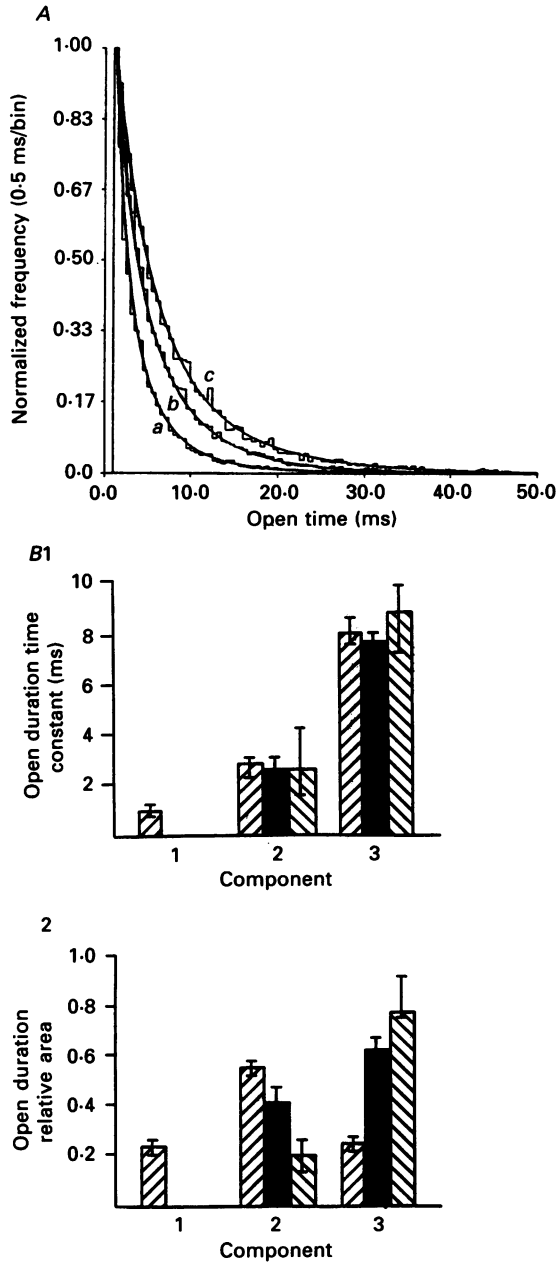 A
Normalized frequency (0·5 ms/bin)
1·00
0·83
0·67
0·50
0·33
0·17
0·0
c
b
a
0·0 10·0 20·0 30·0 40·0 50·0
Open time (ms)
B1
Open duration time
constant (ms)
10
8
6
4
2
1 2 3
Component
2
Open duration
relative area
1·0
0·8
0·6
0·4
0·2
1 2 3
Component